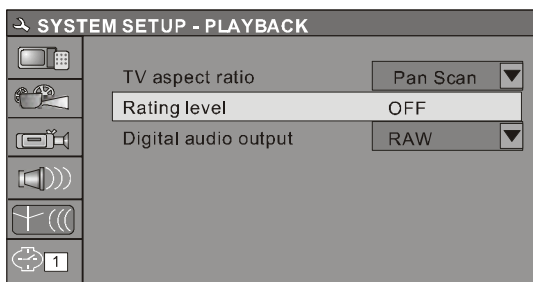 SYSTEM SETUP - PLAYBACK
TV aspect ratio Pan Scan
Rating level OFF
Digital audio output RAW
1